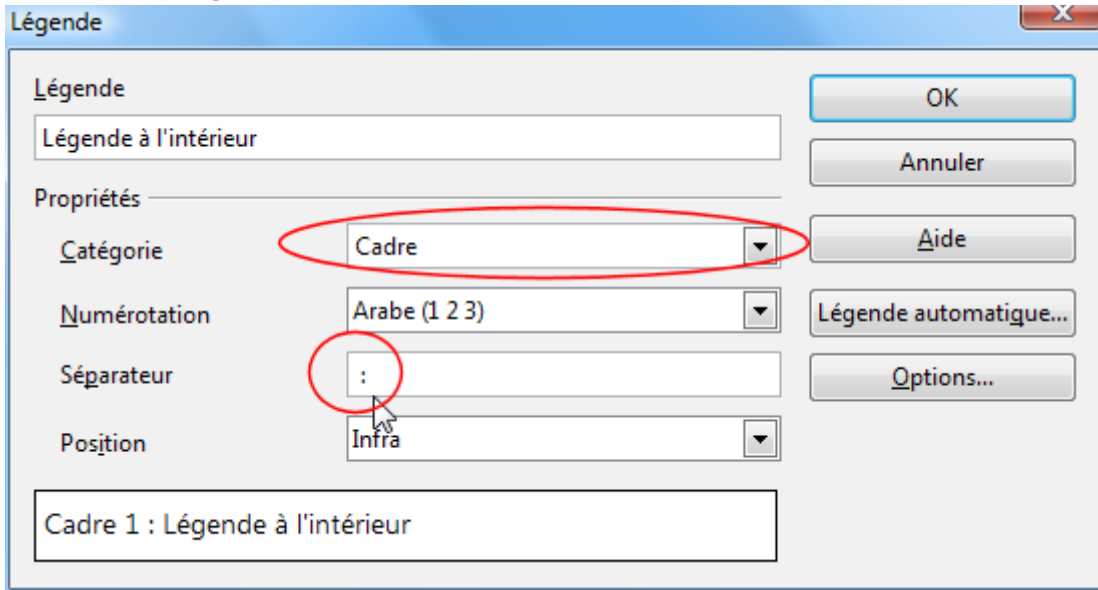 Légende
X
Légende
OK
Légende à l'intérieur
Annuler
Propriétés
Catégorie
Cadre
Aide
Numérotation
Arabe (1 2 3)
Légende automatique...
Séparateur
:
Options...
Position
Infra
Cadre 1 : Légende à l'intérieur